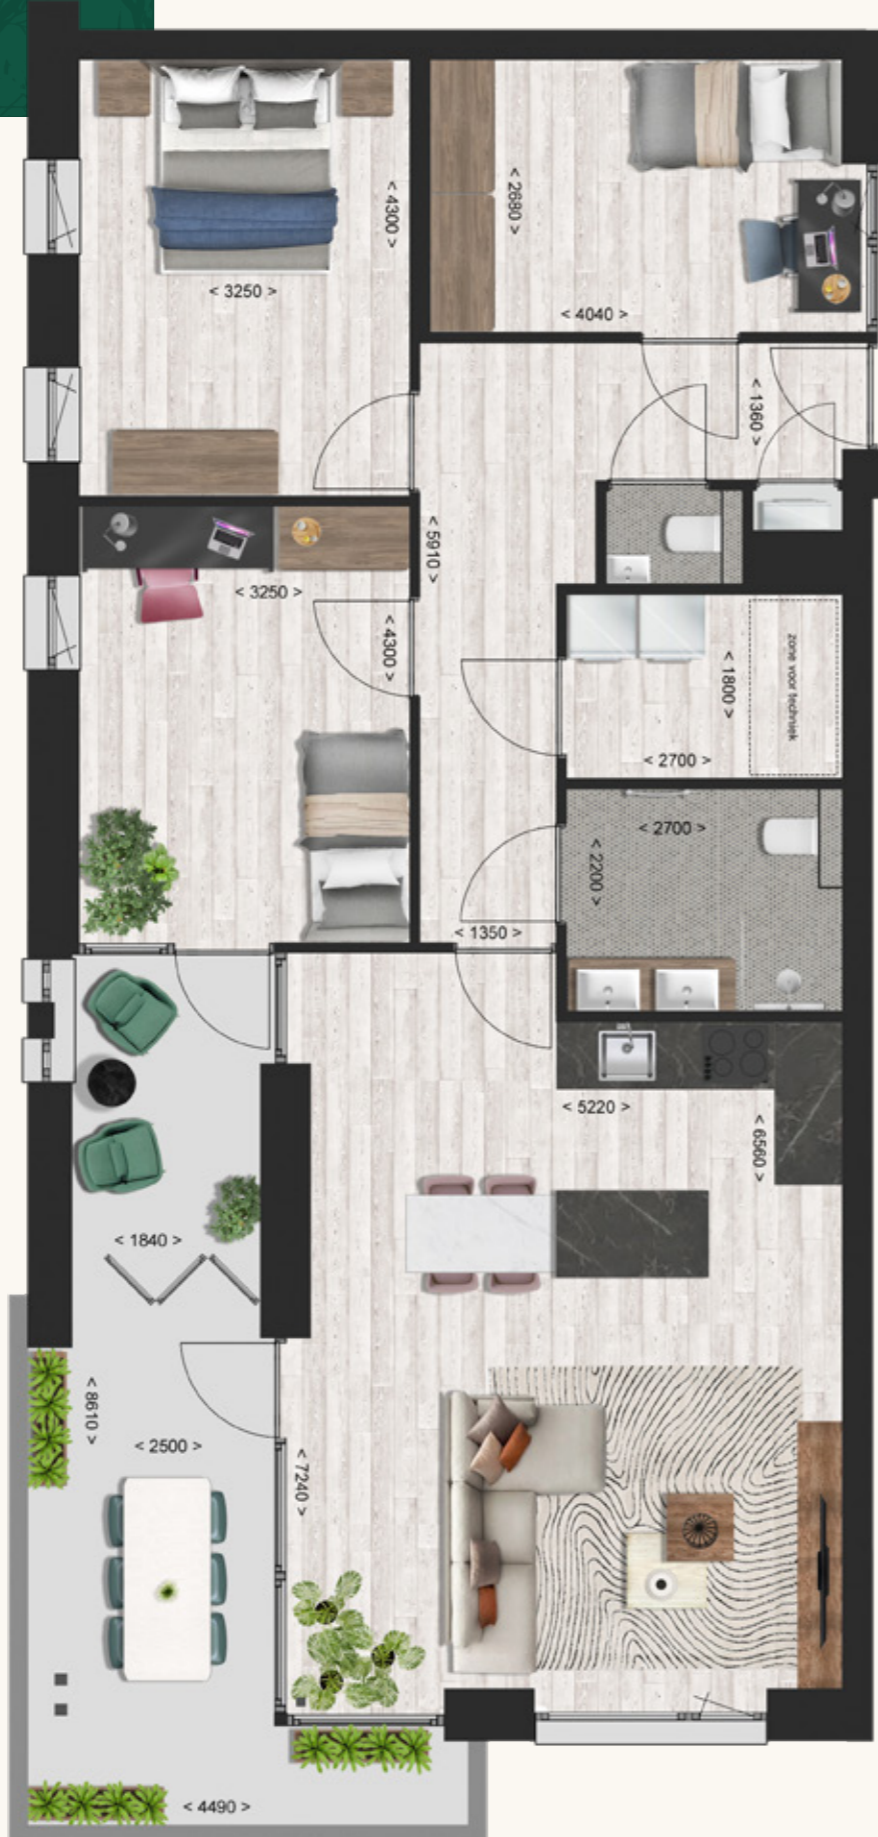 < 4300 >
< 2680 >
< 3250 >
< 4040 >
< 1360 >
< 5910 >
< 3250 >
< 4300 >
zone voor techniek
< 1800 >
< 2700 >
< 2700 >
< 2200 >
< 1350 >
< 5220 >
< 6560 >
< 1840 >
< 8610 >
< 2500 >
< 7240 >
< 4490 >